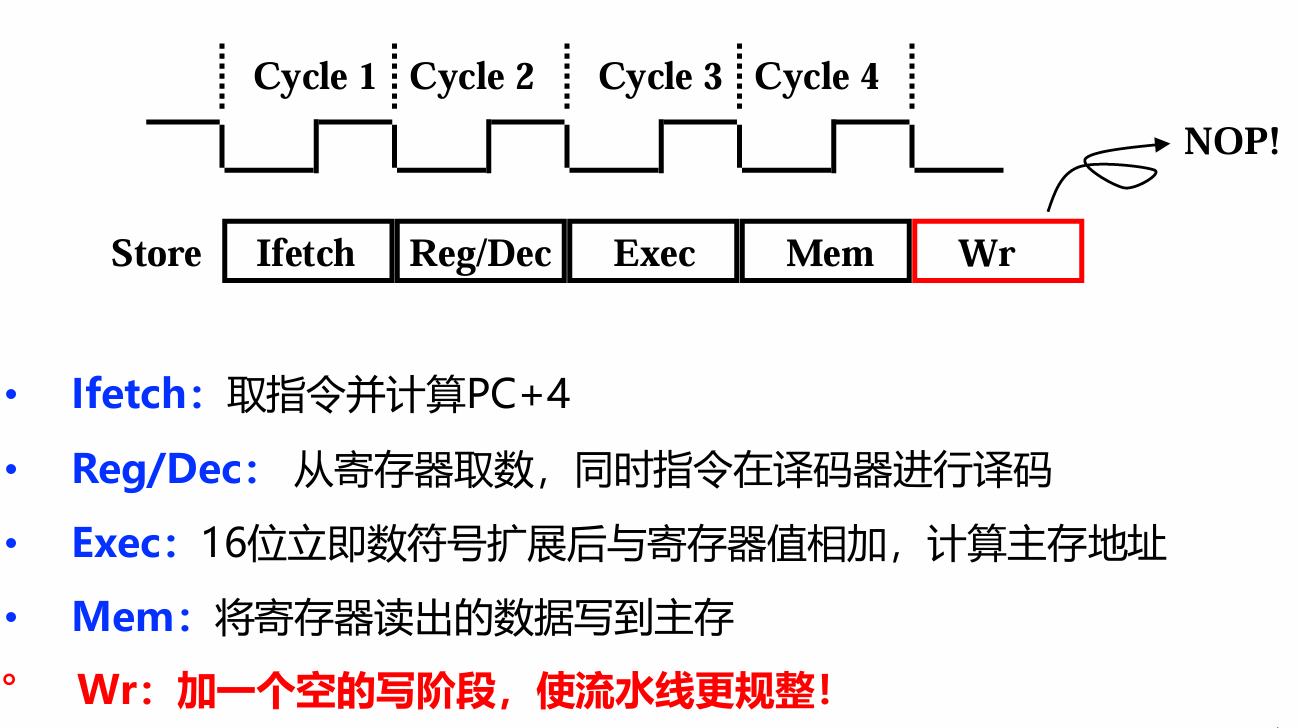 Cycle 1 Cycle 2 Cycle 3 Cycle 4
NOP!
Store Ifetch Reg/Dec Exec Mem Wr
• Ifetch：取指令并计算PC+4
• Reg/Dec： 从寄存器取数，同时指令在译码器进行译码
• Exec：16位立即数符号扩展后与寄存器值相加，计算主存地址
• Mem：将寄存器读出的数据写到主存
° Wr：加一个空的写阶段，使流水线更规整！